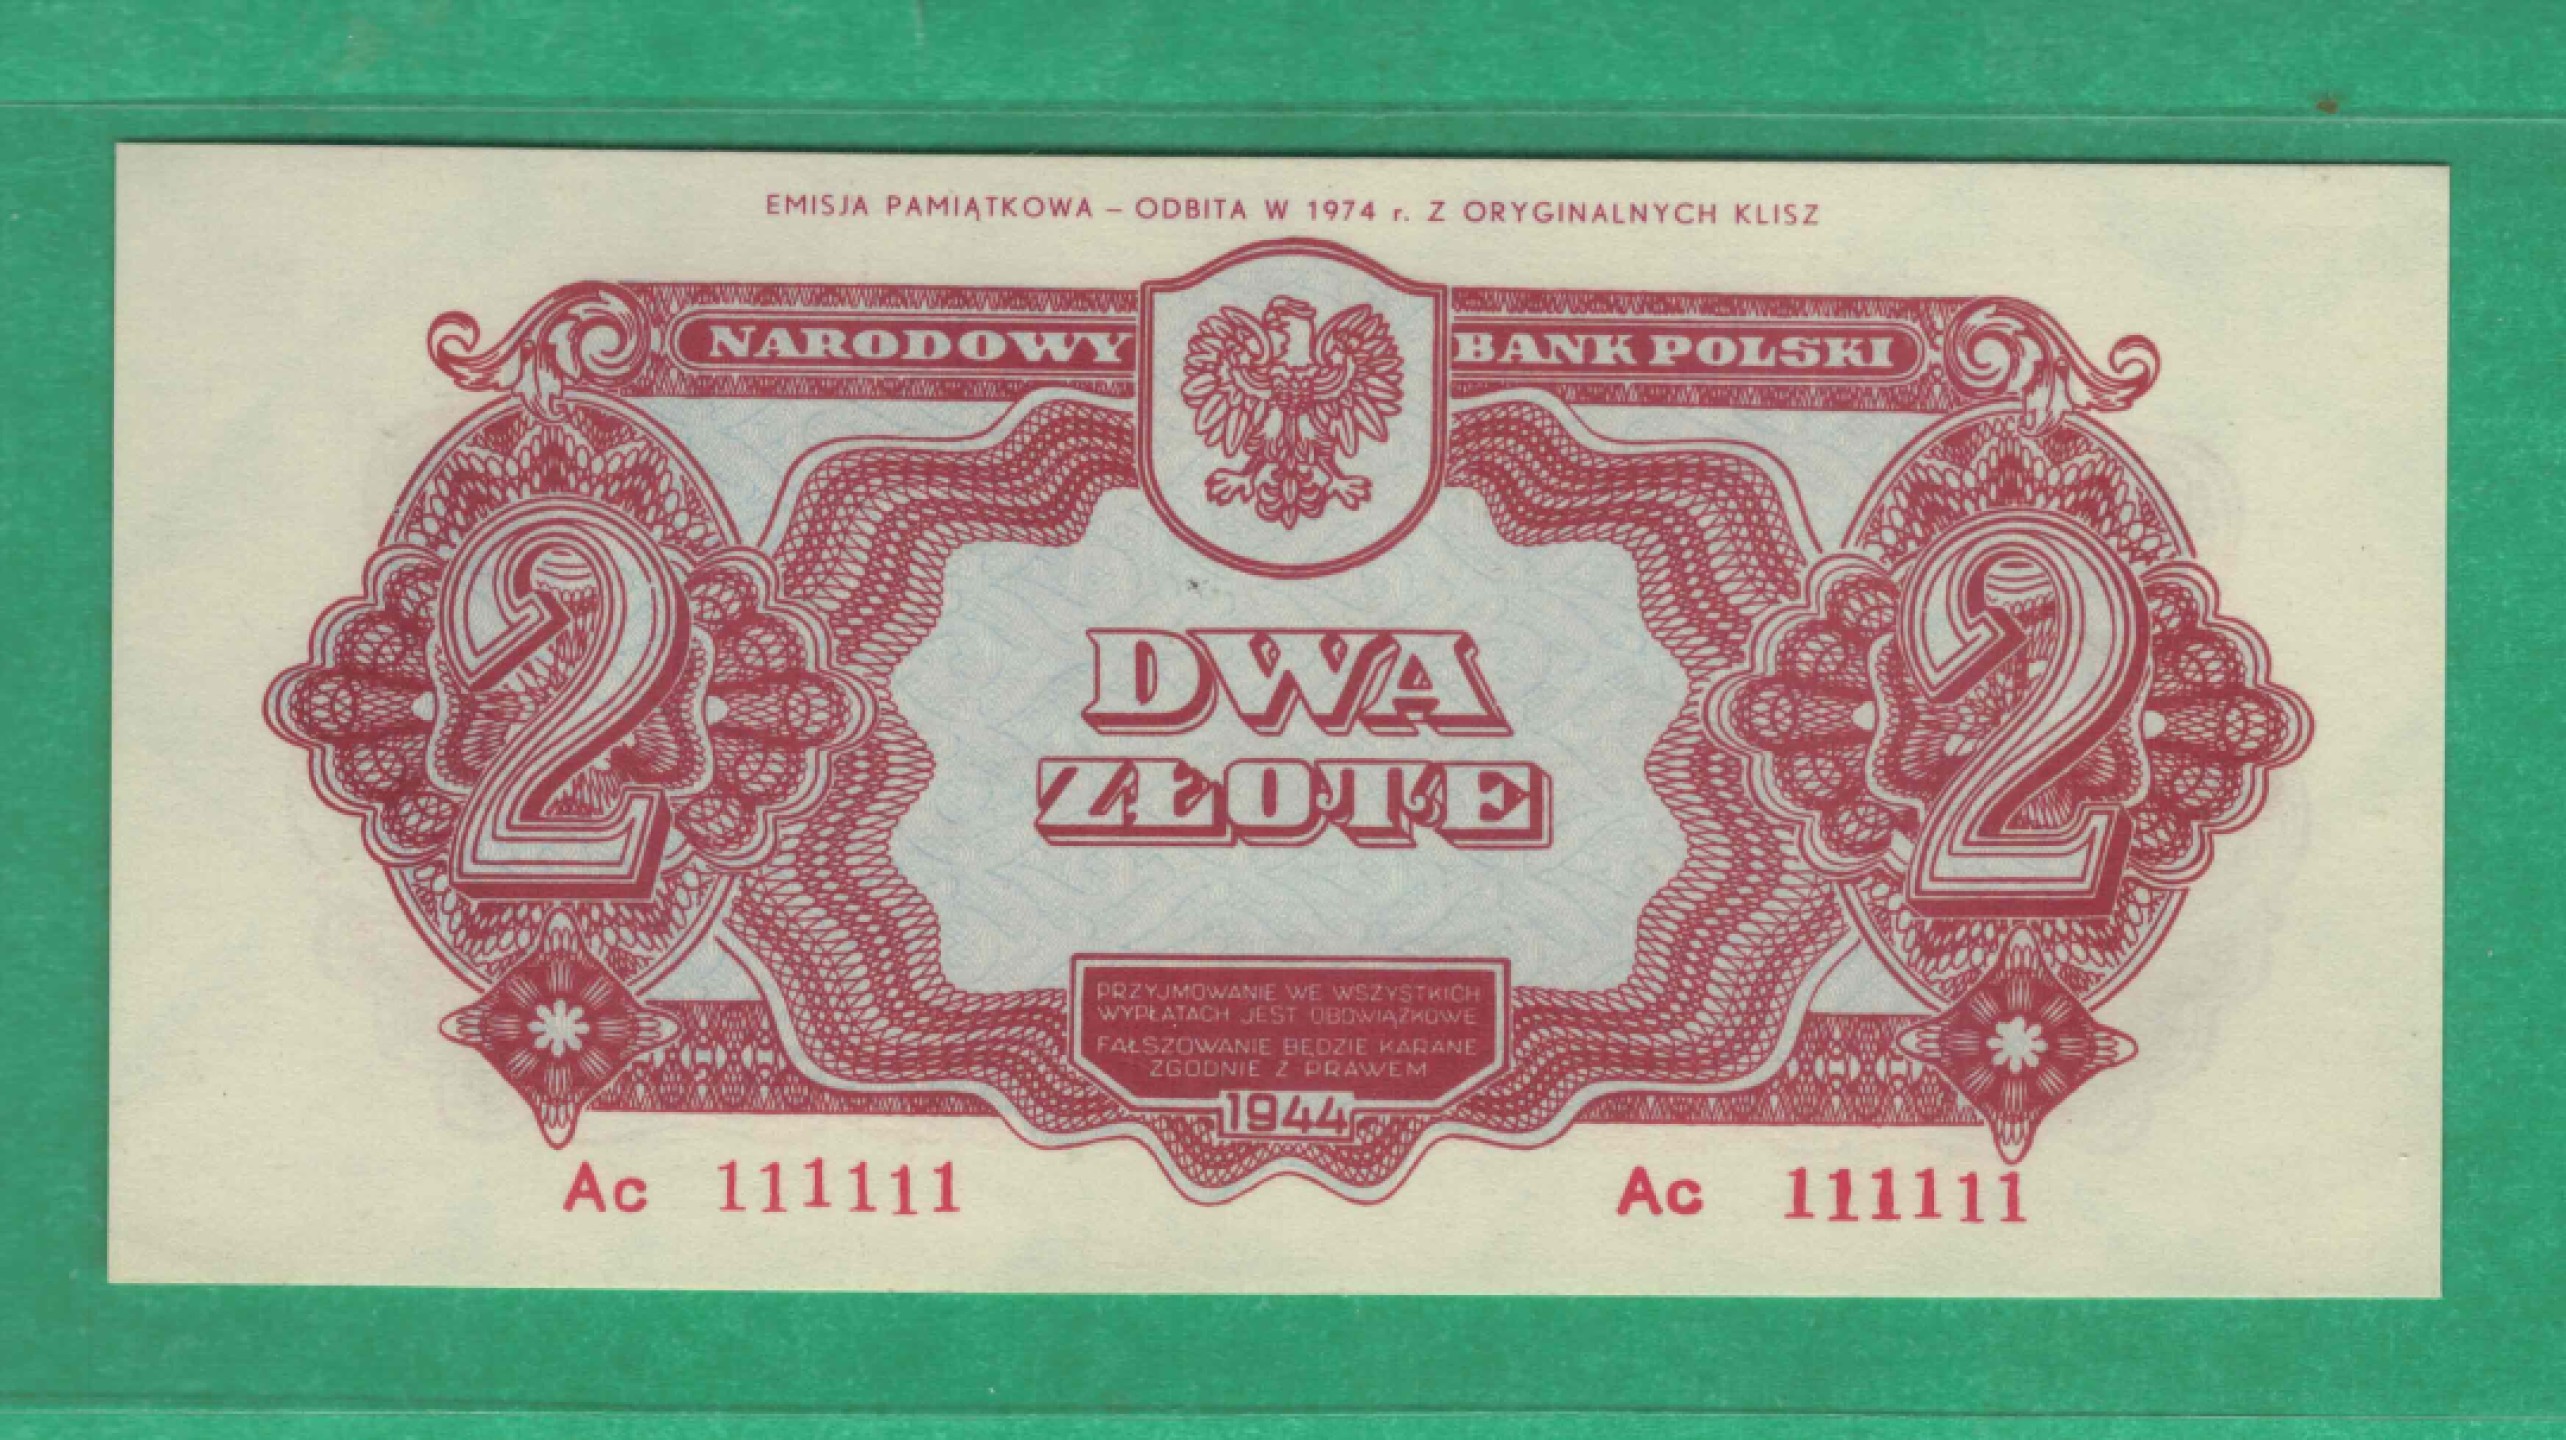 EMISJA PAMIĄTKOWA – ODBITA W 1974 r. Z ORYGINALNYCH KLISZ
NARODOWY BANK POLSKI
2 2
DWA
ZŁOTE
PRZYJMOWANIE WE WSZYSTKICH
WYPŁATACH JEST OBOWIĄZKOWE
FAŁSZOWANIE BĘDZIE KARANE
ZGODNIE Z PRAWEM
1944
Ac 111111 Ac 111111